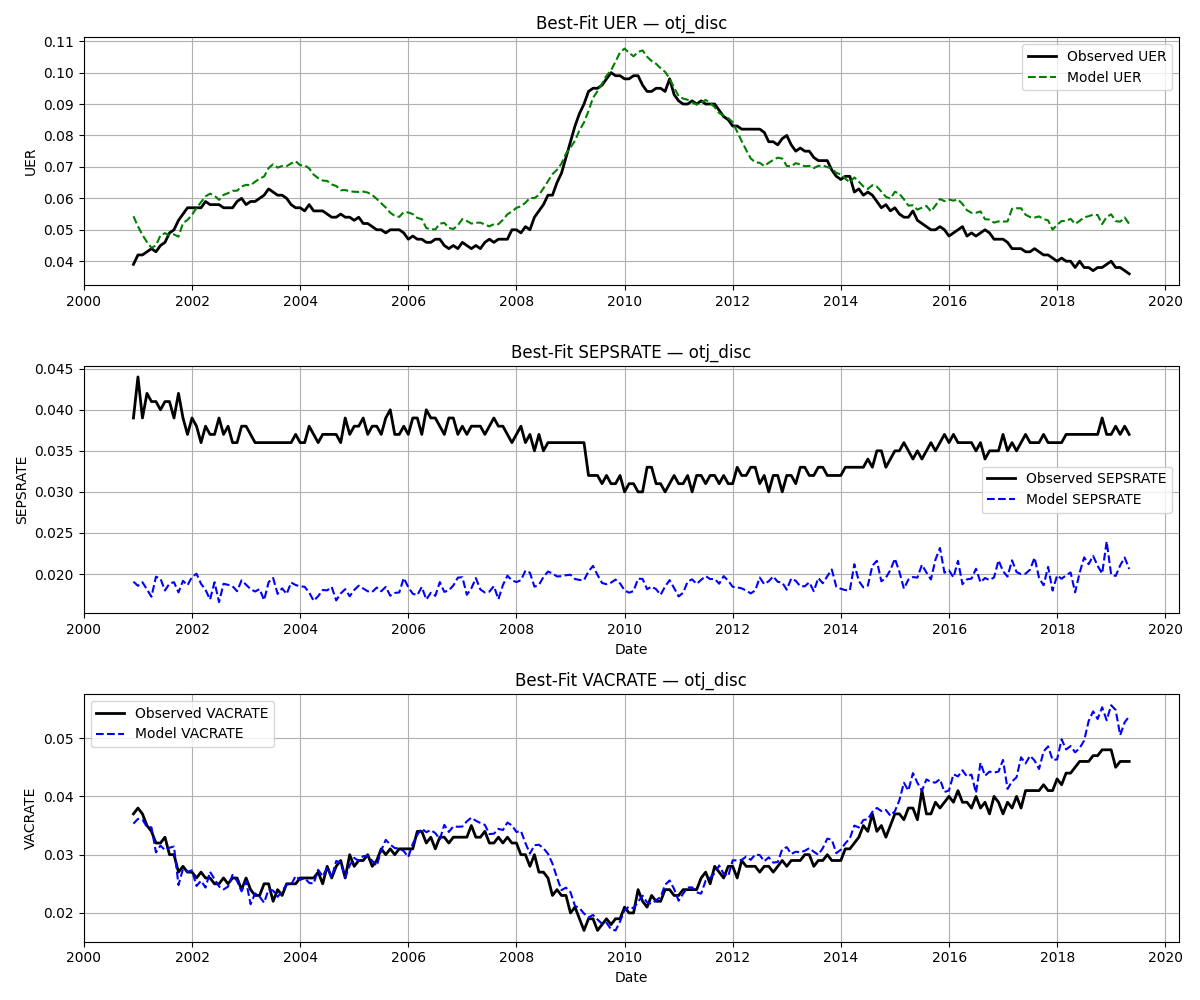 Best-Fit UER — otj_disc
UER
0.11
0.10
0.09
0.08
0.07
0.06
0.05
0.04
Observed UER
Model UER
2000 2002 2004 2006 2008 2010 2012 2014 2016 2018 2020
Best-Fit SEPSRATE — otj_disc
SEPSRATE
0.045
0.040
0.035
0.030
0.025
0.020
Observed SEPSRATE
Model SEPSRATE
2000 2002 2004 2006 2008 2010 2012 2014 2016 2018 2020
Date
Best-Fit VACRATE — otj_disc
VACRATE
0.05
0.04
0.03
0.02
Observed VACRATE
Model VACRATE
2000 2002 2004 2006 2008 2010 2012 2014 2016 2018 2020
Date